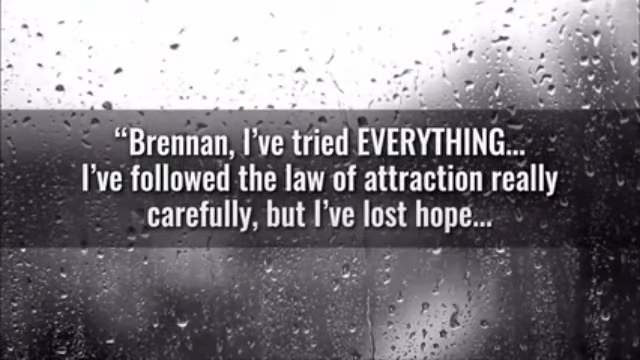 “Brennan, I’ve tried EVERYTHING...
I’ve followed the law of attraction really
carefully, but I’ve lost hope...